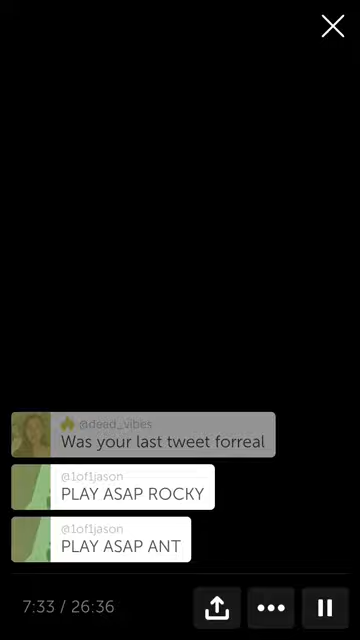 @dead_vibes
Was your last tweet forreal
@1of1jason
PLAY ASAP ROCKY
@1of1jason
PLAY ASAP ANT
7:33 / 26:36